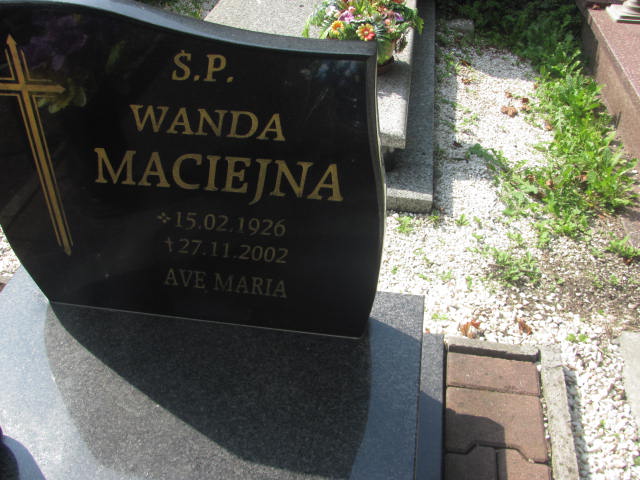 Ś.P.
WANDA
MACIEJNA
✣15.02.1926
✝27.11.2002
AVE MARIA